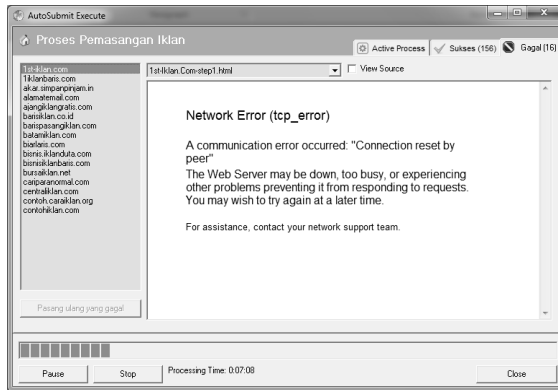 AutoSubmit Execute
Proses Pemasangan Iklan
Active Process
Sukses (156)
Gagal (16)
1st-iklan.com
1iklanbaris.com
akar.simpanpinjam.in
alamatemail.com
ajangiklangratis.com
barisiklan.co.id
barispasangiklan.com
batamiklan.com
biarlaris.com
bisnis.iklanduta.com
bisnisiklanbaris.com
bursaiklan.net
cariparanormal.com
centraliklan.com
contoh.caraiklan.org
contohiklan.com
1st-Iklan.Com-step1.html
View Source
Network Error (tcp_error)
A communication error occurred: "Connection reset by
peer"
The Web Server may be down, too busy, or experiencing
other problems preventing it from responding to requests.
You may wish to try again at a later time.
For assistance, contact your network support team.
Pasang ulang yang gagal
Pause
Stop
Processing Time: 0:07:08
Close